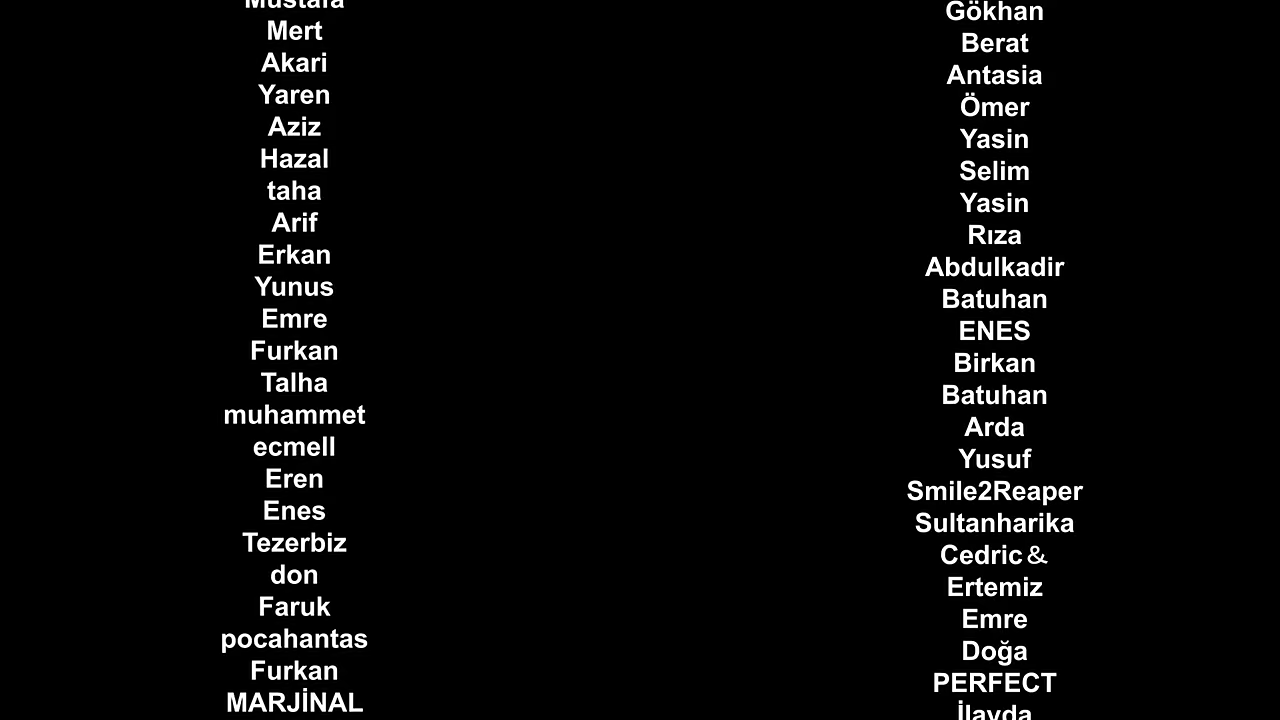 Mustafa
Mert
Akari
Yaren
Aziz
Hazal
taha
Arif
Erkan
Yunus
Emre
Furkan
Talha
muhammet
ecmell
Eren
Enes
Tezerbiz
don
Faruk
pocahantas
Furkan
MARJİNAL
Gökhan
Berat
Antasia
Ömer
Yasin
Selim
Yasin
Rıza
Abdulkadir
Batuhan
ENES
Birkan
Batuhan
Arda
Yusuf
Smile2Reaper
Sultanharika
Cedric&
Ertemiz
Emre
Doğa
PERFECT
İlayda